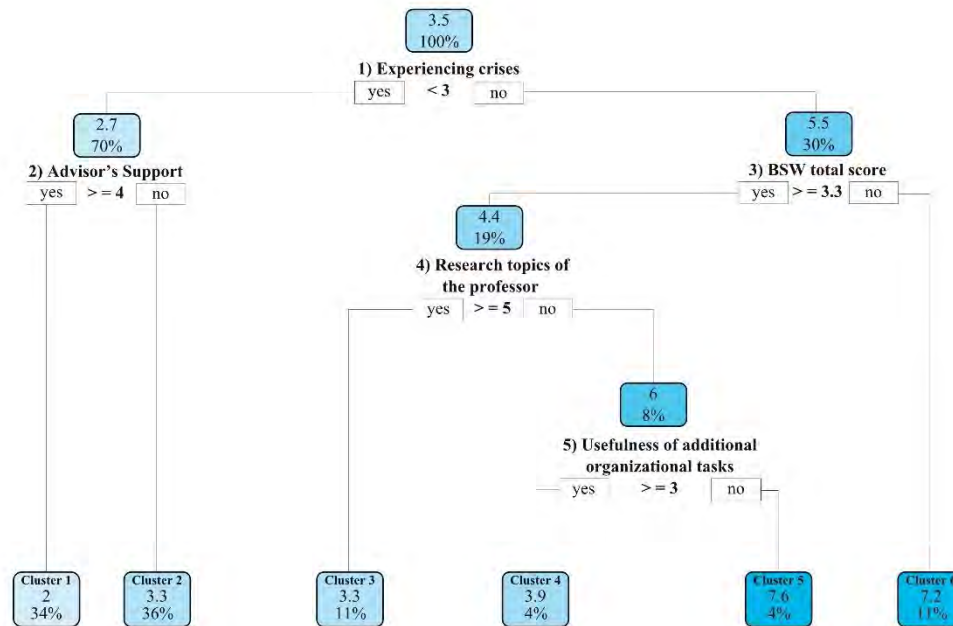 3.5
100%
1) Experiencing crises
yes < 3 no
2.7
70%
2) Advisor's Support
yes > = 4 no
5.5
30%
3) BSW total score
yes > = 3.3 no
4.4
19%
4) Research topics of
the professor
yes > = 5 no
6
8%
5) Usefulness of additional
organizational tasks
yes > = 3 no
Cluster 1
2
34%
Cluster 2
3.3
36%
Cluster 3
3.3
11%
Cluster 4
3.9
4%
Cluster 5
7.6
4%
Cluster 6
7.2
11%